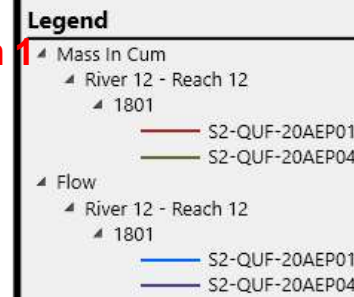 Legend
Mass In Cum
River 12 - Reach 12
1801
S2-QUF-20AEP01
S2-QUF-20AEP04
Flow
River 12 - Reach 12
1801
S2-QUF-20AEP01
S2-QUF-20AEP04